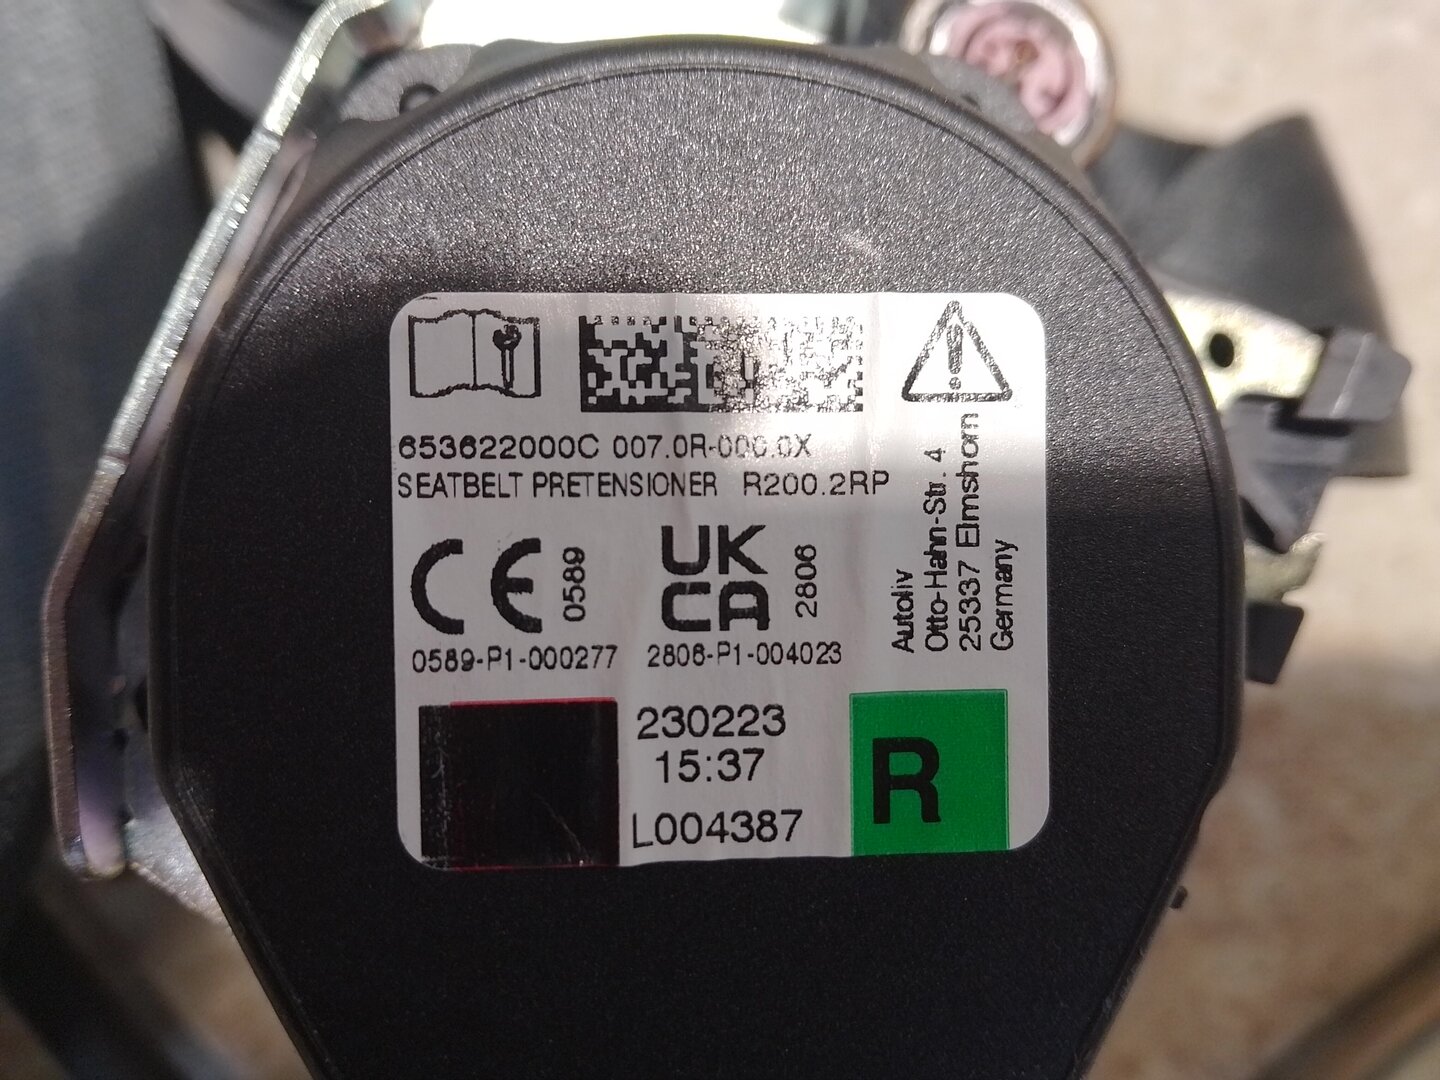 653622000C 007.0R-000.0X
SEATBELT PRETENSIONER R200.2RP
CE 0589
UK
CA 2806
0589-P1-000277 2806-P1-004023
Autoliv
Otto-Hahn-Str. 4
25337 Elmshorn
Germany
230223
15:37
L004387
R